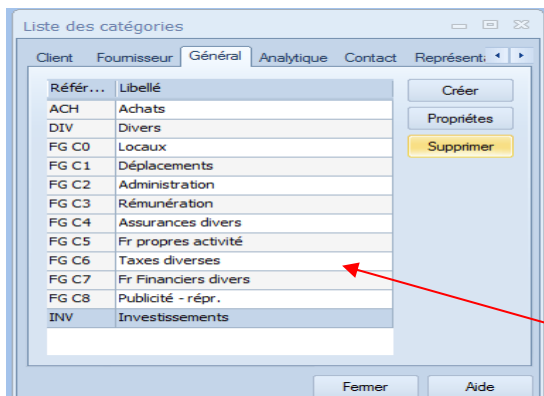 Liste des catégories
Client Fournisseur Général Analytique Contact Représent
Référ... Libellé
ACH Achats
DIV Divers
FG C0 Locaux
FG C1 Déplacements
FG C2 Administration
FG C3 Rémunération
FG C4 Assurances divers
FG C5 Fr propres activité
FG C6 Taxes diverses
FG C7 Fr Financiers divers
FG C8 Publicité - répr.
INV Investissements
Créer
Propriétes
Supprimer
Fermer Aide